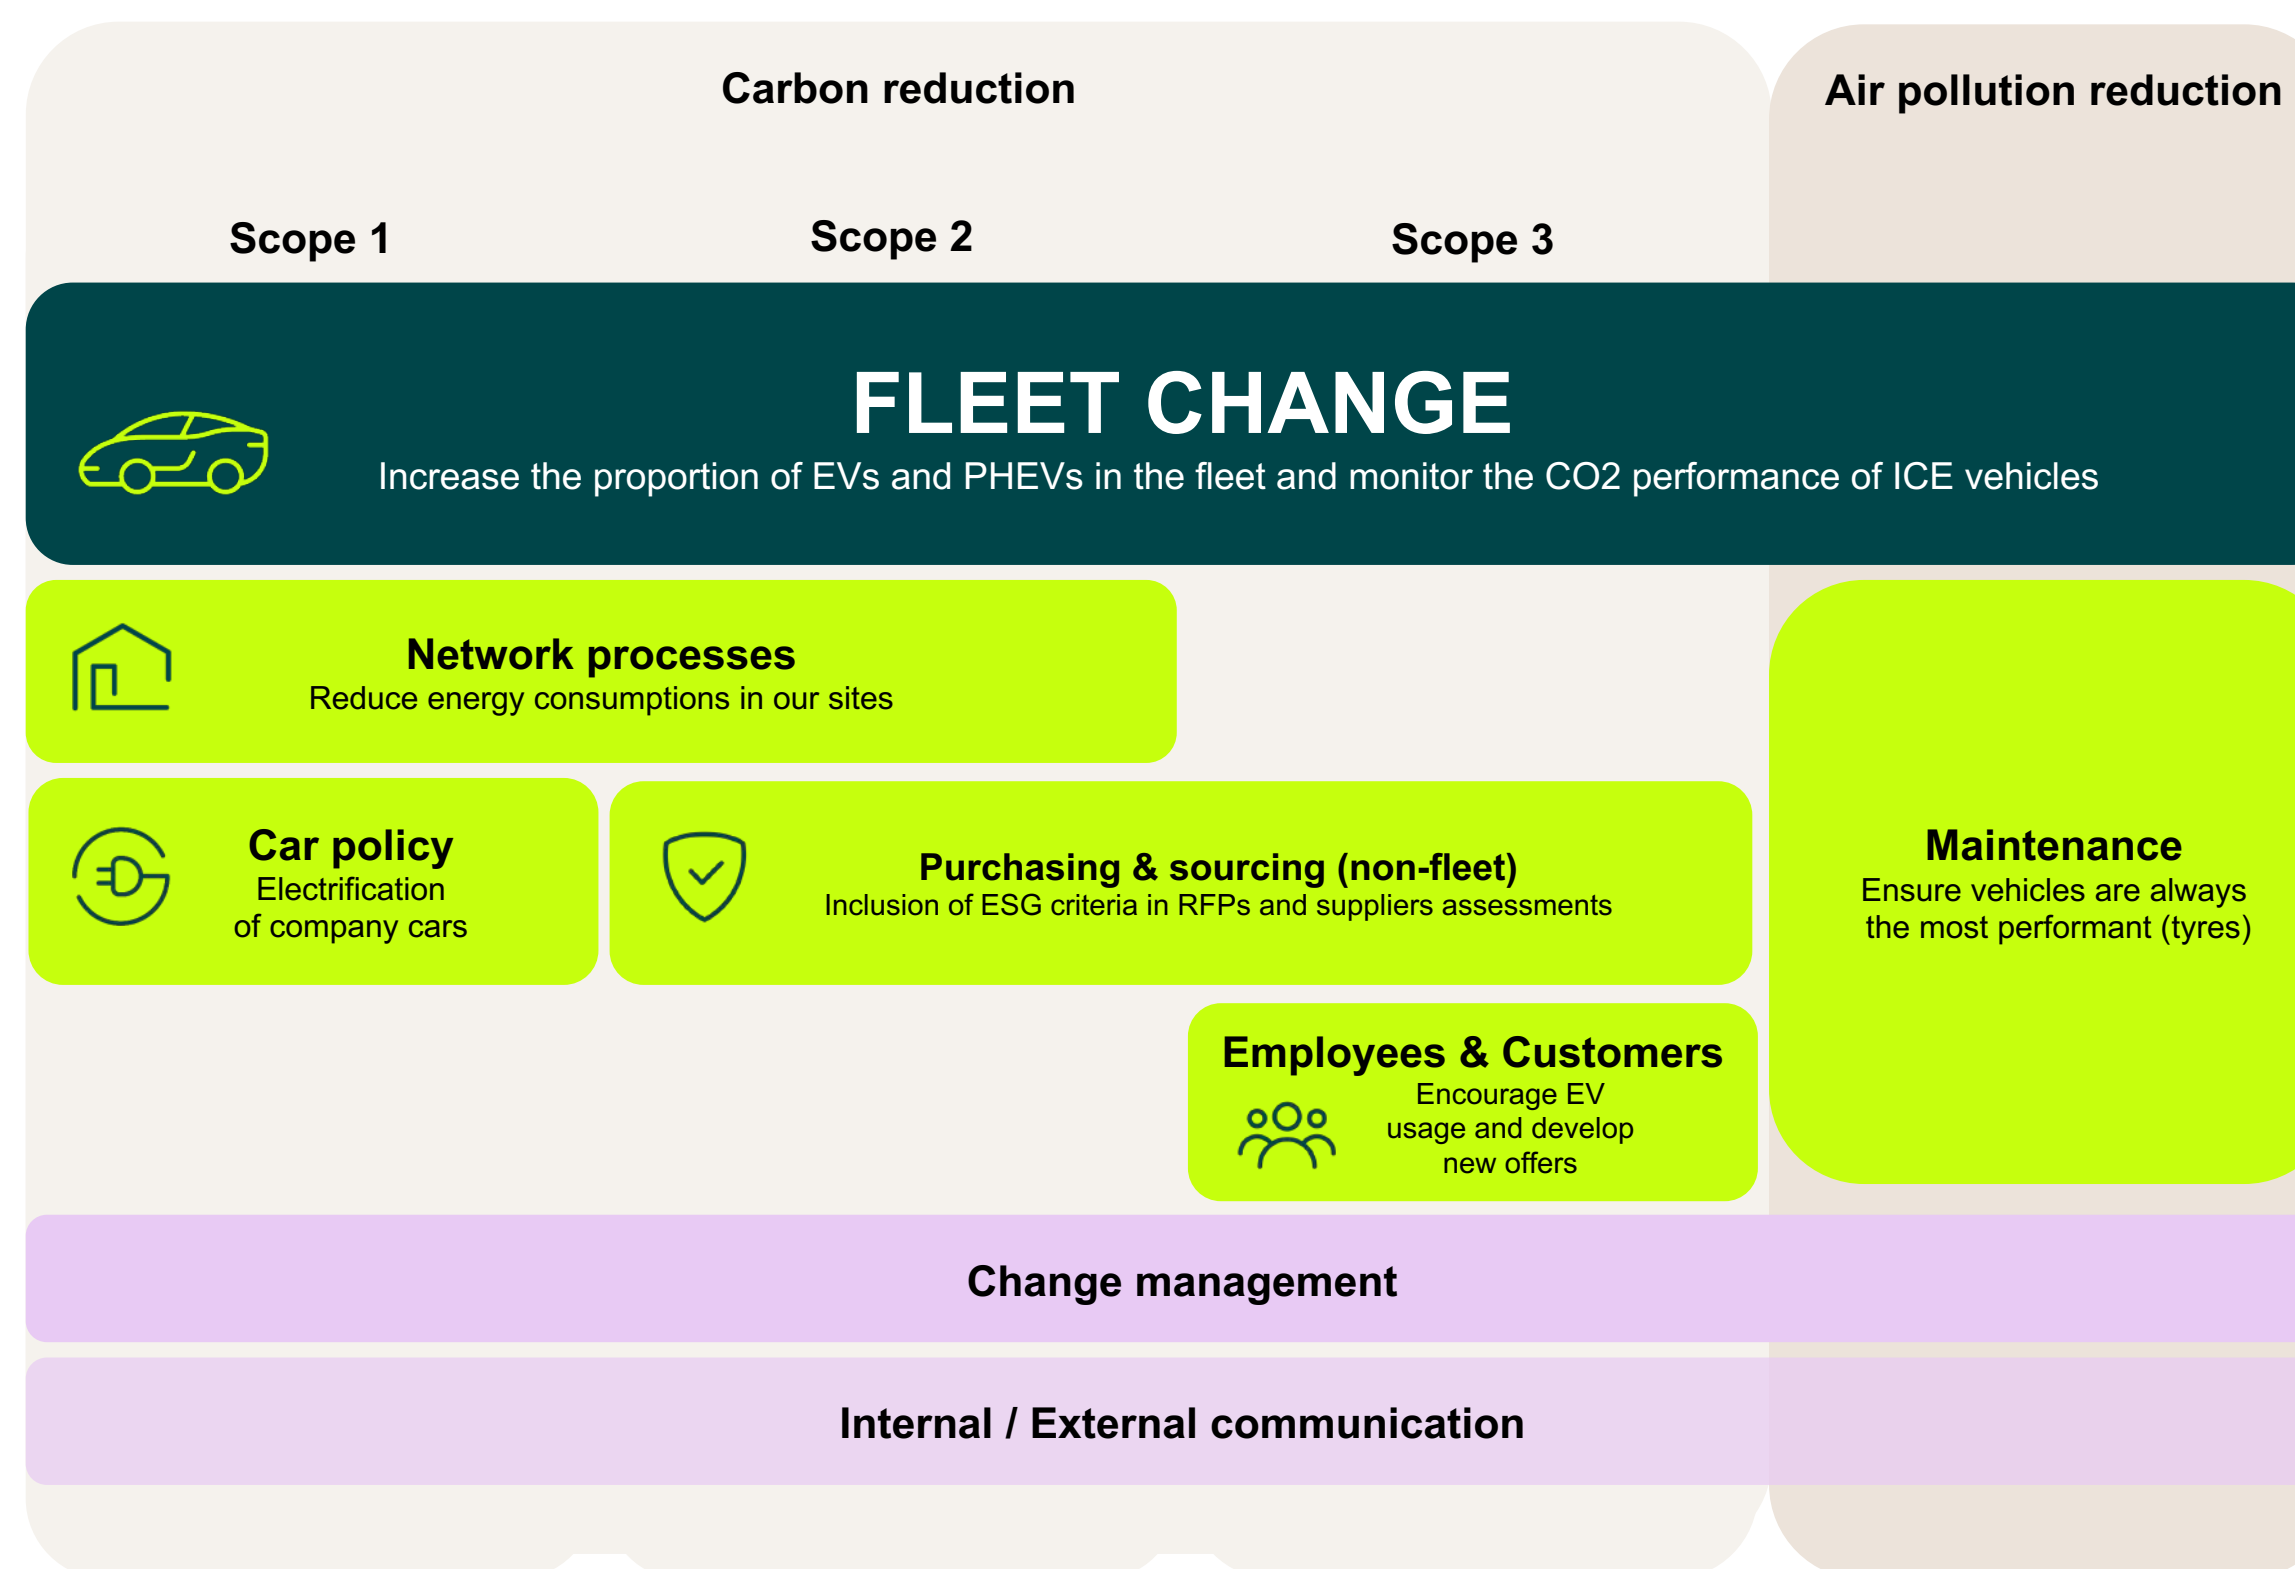 Carbon reduction
Air pollution reduction
Scope 1
Scope 2
Scope 3
FLEET CHANGE
Increase the proportion of EVs and PHEVs in the fleet and monitor the CO2 performance of ICE vehicles
Network processes
Reduce energy consumptions in our sites
Car policy
Electrification
of company cars
Purchasing & sourcing (non-fleet)
Inclusion of ESG criteria in RFPs and suppliers assessments
Maintenance
Ensure vehicles are always
the most performant (tyres)
Employees & Customers
Encourage EV
usage and develop
new offers
Change management
Internal / External communication